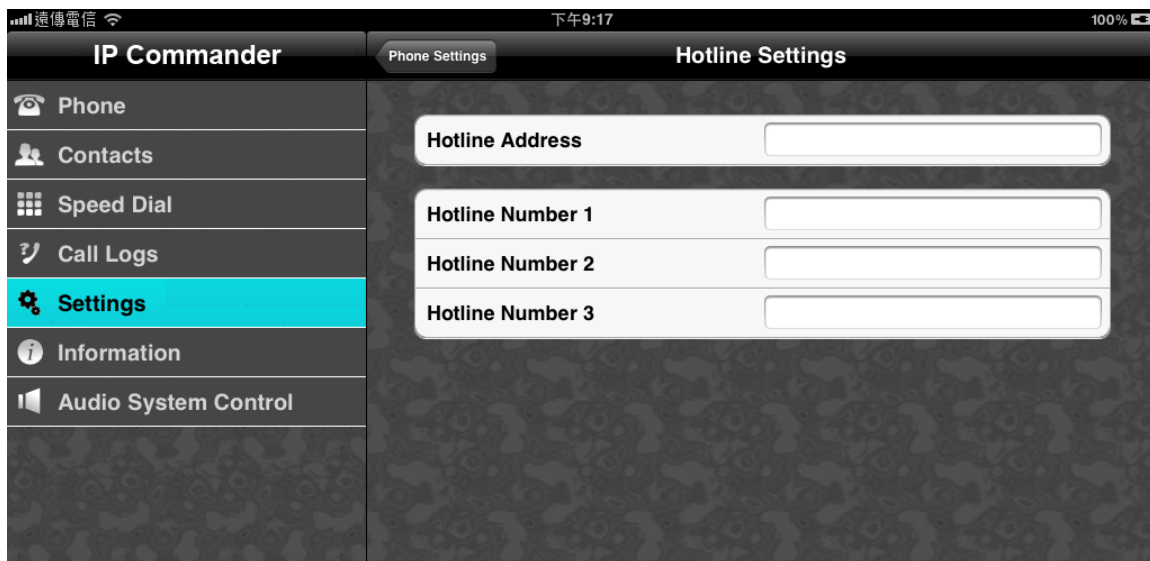 遠傳電信 下午9:17 100%
IP Commander
Phone Settings Hotline Settings
Phone
Contacts
Speed Dial
Call Logs
Settings
Information
Audio System Control
Hotline Address
Hotline Number 1
Hotline Number 2
Hotline Number 3